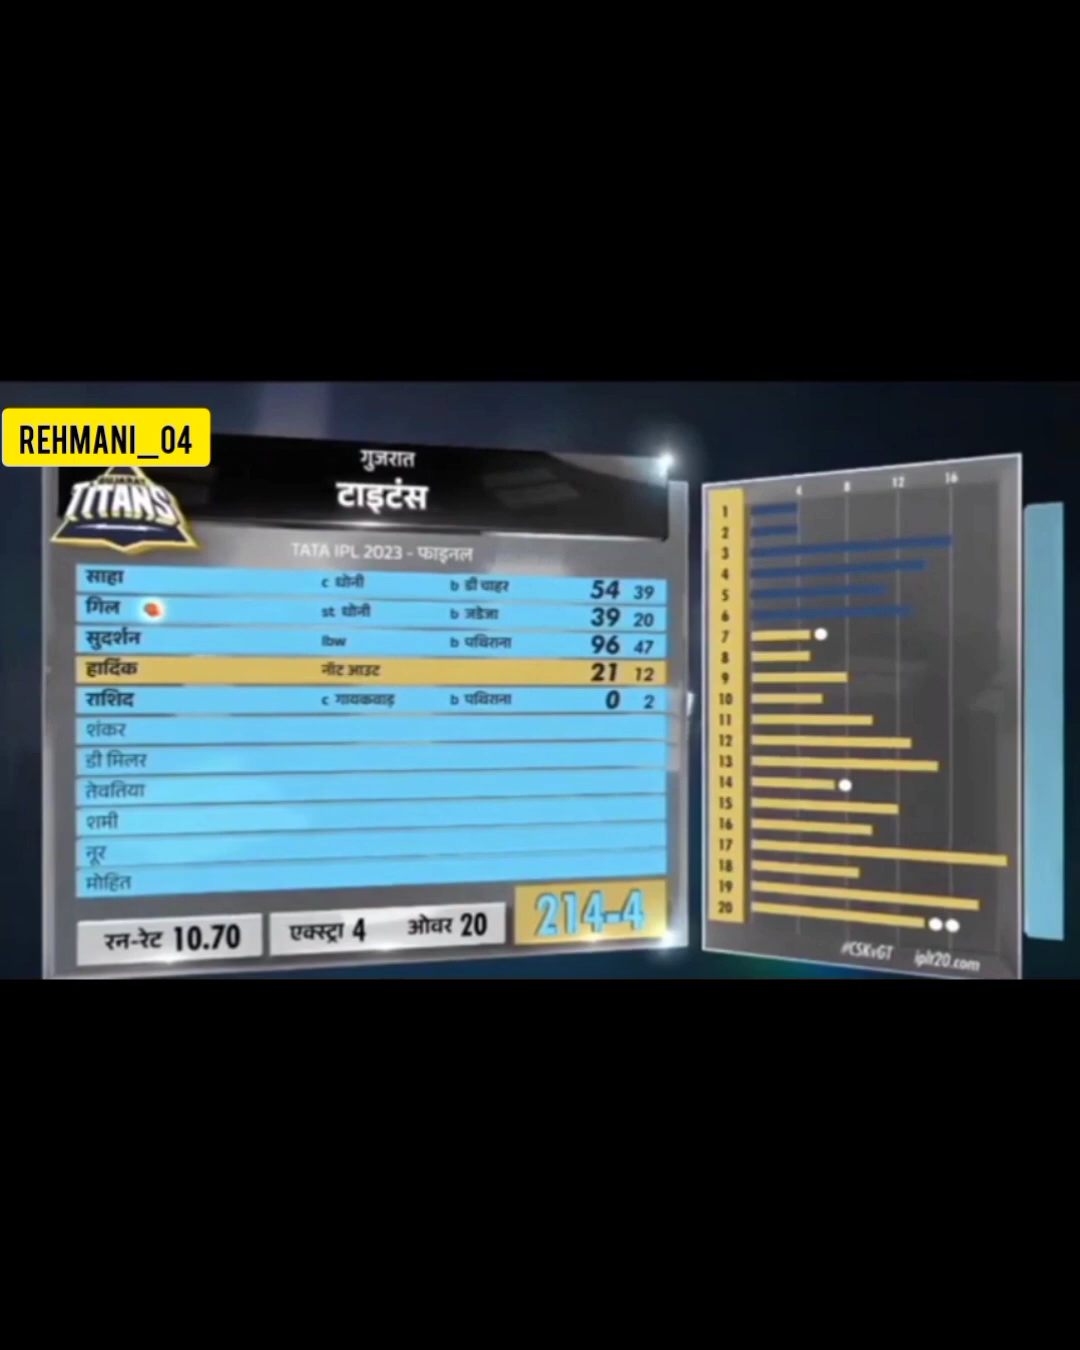 REHMANI_04
गुजरात
टाइटंस
GUJARAT
TITANS
TATA IPL 2023 - फाइनल
साहा c धोनी b डी चाहर 54 39
गिल st धोनी b जडेजा 39 20
सुदर्शन lbw b पथिराना 96 47
हार्दिक नॉट आउट 21 12
राशिद c गायकवाड़ b पथिराना 0 2
शंकर
डी मिलर
तेवतिया
शमी
नूर
मोहित
रन-रेट 10.70 एक्स्ट्रा 4 ओवर 20 214-4
4 8 12 16
1
2
3
4
5
6
7
8
9
10
11
12
13
14
15
16
17
18
19
20
#CSKvGT iplt20.com